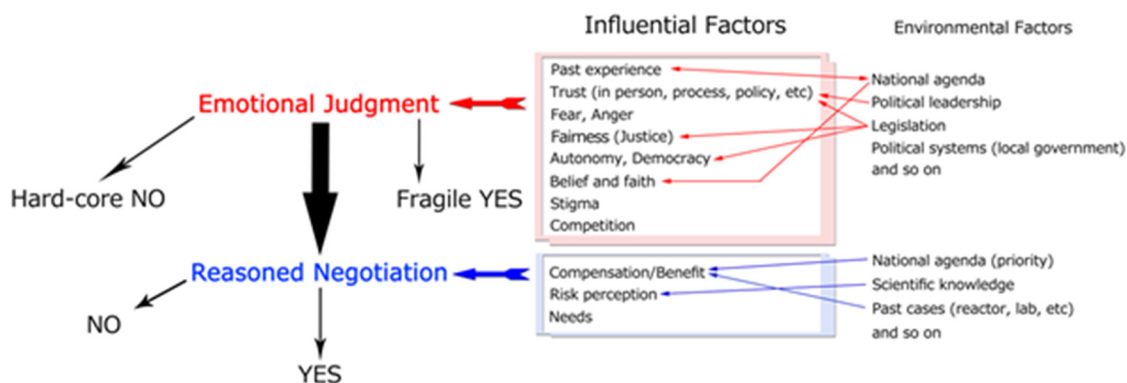 Influential Factors
Environmental Factors
Past experience
Trust (in person, process, policy, etc)
Fear, Anger
Fairness (Justice)
Autonomy, Democracy
Belief and faith
Stigma
Competition
National agenda
Political leadership
Legislation
Political systems (local government)
and so on
Emotional Judgment
Hard-core NO
Fragile YES
Reasoned Negotiation
Compensation/Benefit
Risk perception
Needs
National agenda (priority)
Scientific knowledge
Past cases (reactor, lab, etc)
and so on
NO
YES